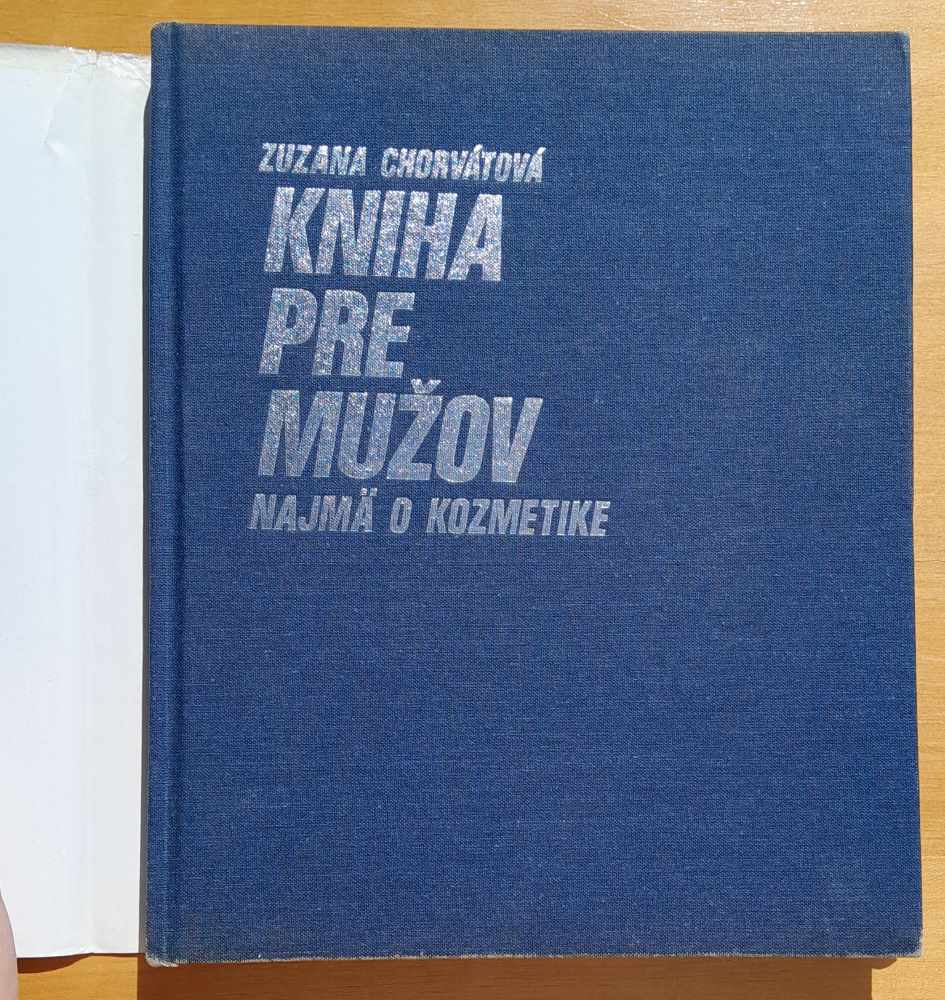 ZUZANA CHORVÁTOVÁ
KNIHA
PRE
MUŽOV
NAJMÄ O KOZMETIKE